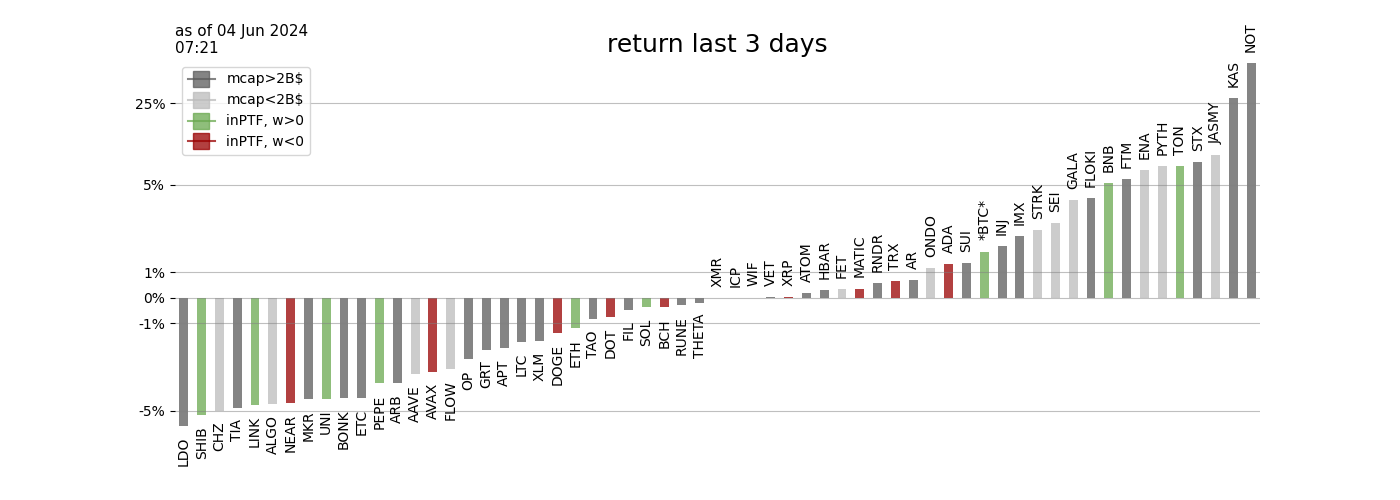 as of 04 Jun 2024
07:21
return last 3 days
mcap>2B$
mcap<2B$
inPTF, w>0
inPTF, w<0
25%
5%
1%
0%
-1%
-5%
LDO
SHIB
CHZ
TIA
LINK
ALGO
NEAR
MKR
UNI
BONK
ETC
PEPE
ARB
AAVE
AVAX
FLOW
OP
GRT
APT
LTC
XLM
DOGE
ETH
TAO
DOT
FIL
SOL
BCH
RUNE
THETA
XMR
ICP
WIF
VET
XRP
ATOM
HBAR
FET
MATIC
RNDR
TRX
AR
ONDO
ADA
SUI
*BTC*
INJ
IMX
STRK
SEI
GALA
FLOKI
BNB
FTM
ENA
PYTH
TON
STX
JASMY
KAS
NOT